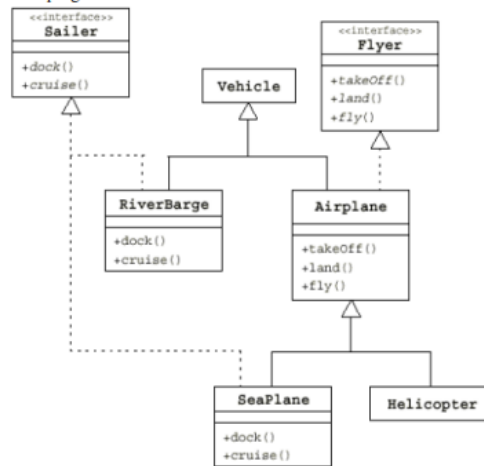 <<interface>>
Sailer
+dock()
+cruise()
<<interface>>
Flyer
+takeOff()
+land()
+fly()
Vehicle
RiverBarge
+dock()
+cruise()
Airplane
+takeOff()
+land()
+fly()
SeaPlane
+dock()
+cruise()
Helicopter